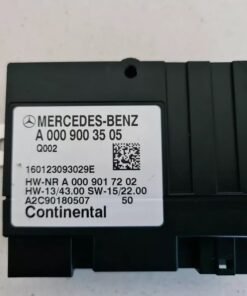 MERCEDES-BENZ
A 000 900 35 05
Q002
160123093029E
HW-NR A 000 901 72 02
HW-13/43.00 SW-15/22.00
A2C90180507 50
Continental